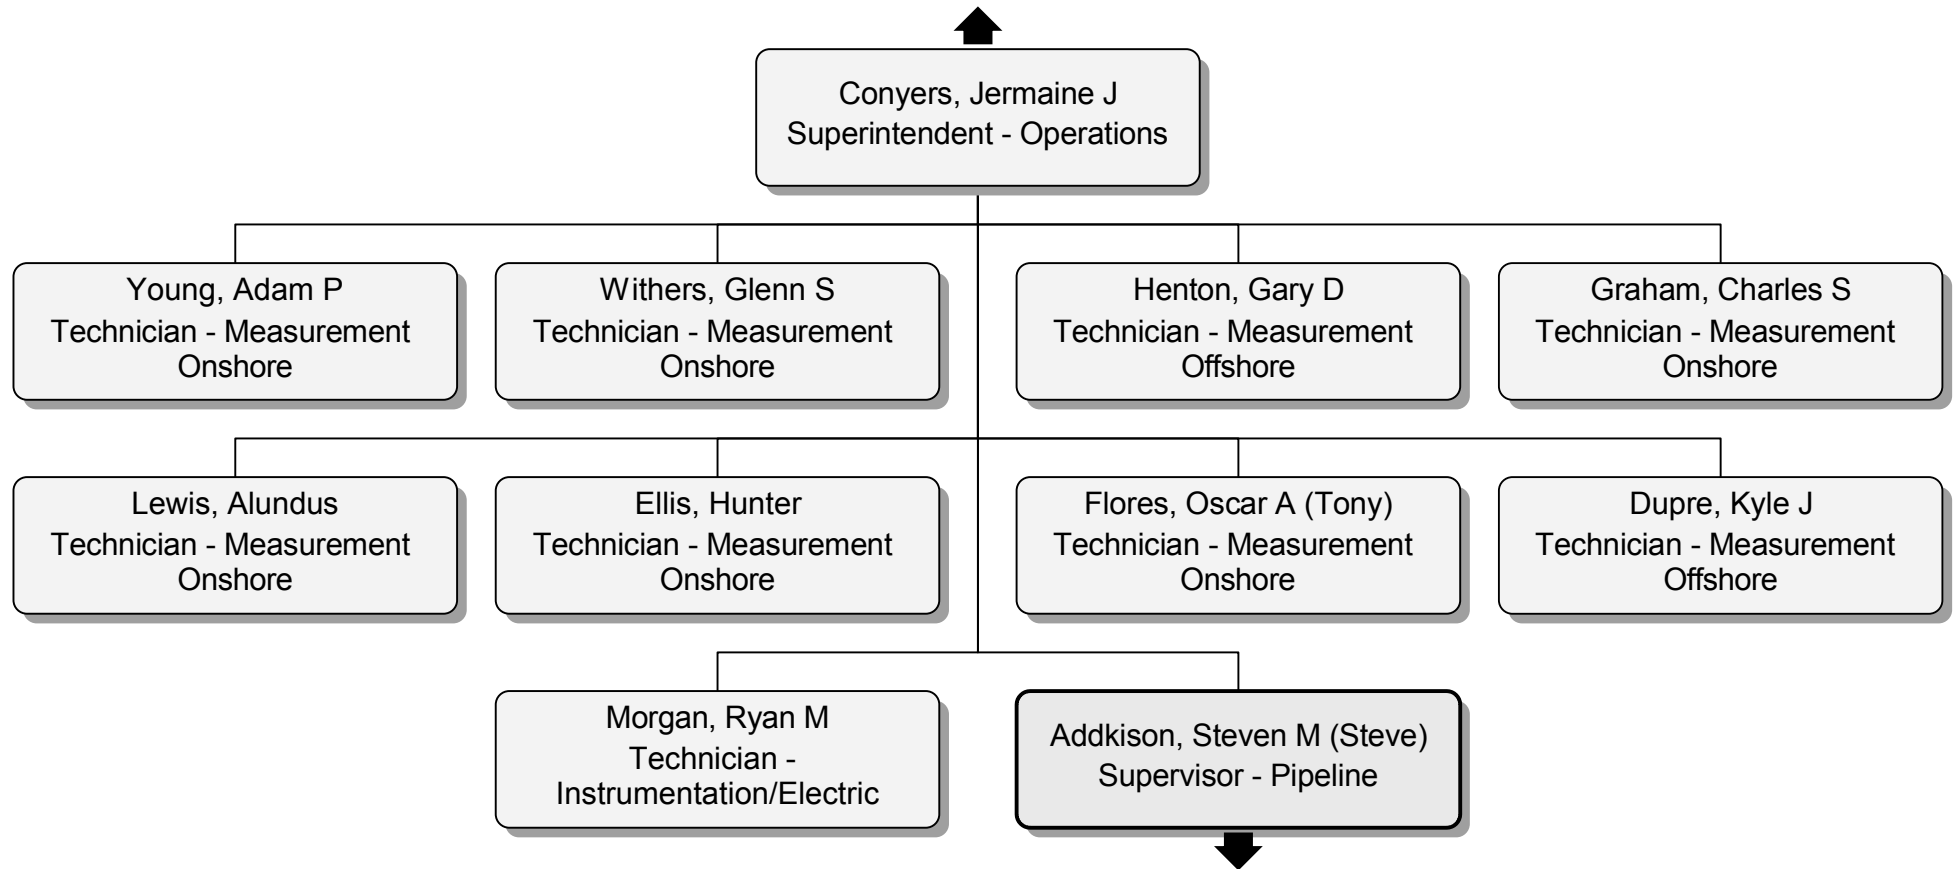 Conyers, Jermaine J
Superintendent - Operations
Young, Adam P
Technician - Measurement
Onshore
Withers, Glenn S
Technician - Measurement
Onshore
Henton, Gary D
Technician - Measurement
Offshore
Graham, Charles S
Technician - Measurement
Onshore
Lewis, Alundus
Technician - Measurement
Onshore
Ellis, Hunter
Technician - Measurement
Onshore
Flores, Oscar A (Tony)
Technician - Measurement
Onshore
Dupre, Kyle J
Technician - Measurement
Offshore
Morgan, Ryan M
Technician -
Instrumentation/Electric
Addkison, Steven M (Steve)
Supervisor - Pipeline